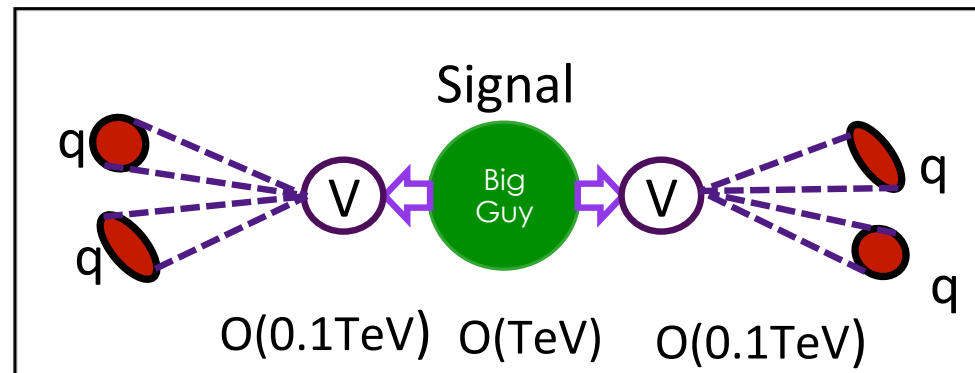 Signal
q
q
V
Big
Guy
V
q
q
O(0.1TeV)
O(TeV)
O(0.1TeV)